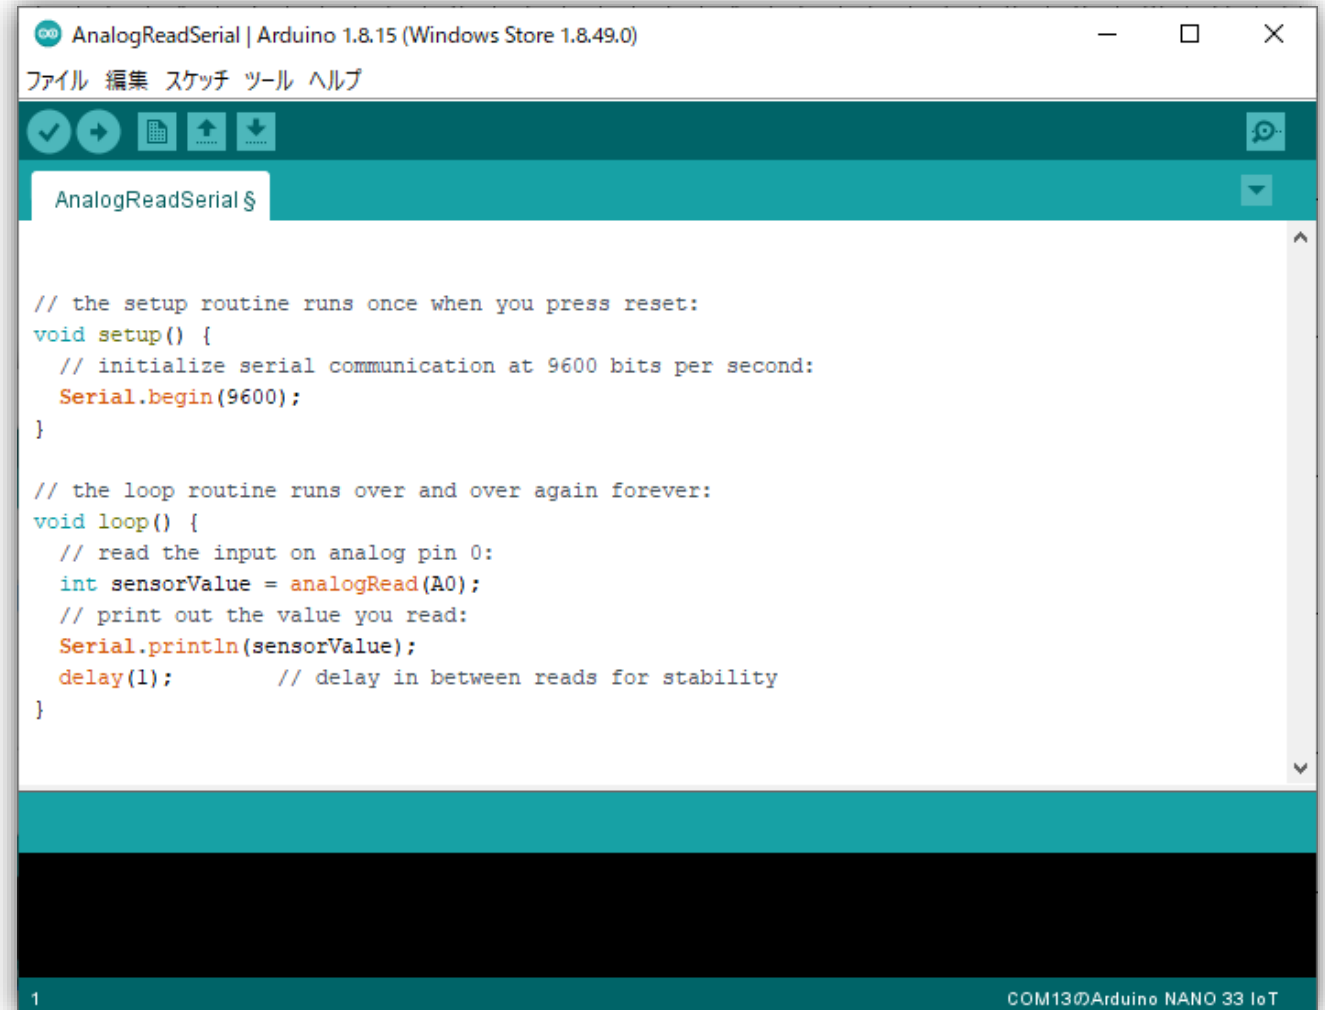 AnalogReadSerial | Arduino 1.8.15 (Windows Store 1.8.49.0)
ファイル 編集 スケッチ ツール ヘルプ
AnalogReadSerial §
// the setup routine runs once when you press reset:
void setup() {
  // initialize serial communication at 9600 bits per second:
  Serial.begin(9600);
}
// the loop routine runs over and over again forever:
void loop() {
  // read the input on analog pin 0:
  int sensorValue = analogRead(A0);
  // print out the value you read:
  Serial.println(sensorValue);
  delay(1);        // delay in between reads for stability
}
1
COM13のArduino NANO 33 IoT